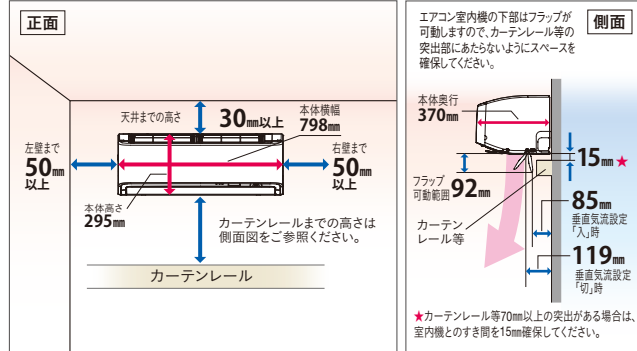 正面
天井までの高さ
30mm以上
本体横幅
798mm
左壁まで
50mm
以上
右壁まで
50mm
以上
本体高さ
295mm
カーテンレールまでの高さは
側面図をご参照ください。
カーテンレール
エアコン室内機の下部はフラップが
可動しますので、カーテンレール等の
突出部にあたらないようにスペースを
確保してください。
側面
本体奥行
370mm
15mm★
フラップ
可動範囲
92mm
カーテン
レール等
85mm
垂直気流設定
「入」時
119mm
垂直気流設定
「切」時
★カーテンレール等70mm以上の突出がある場合は、
室内機とのすき間を15mm確保してください。